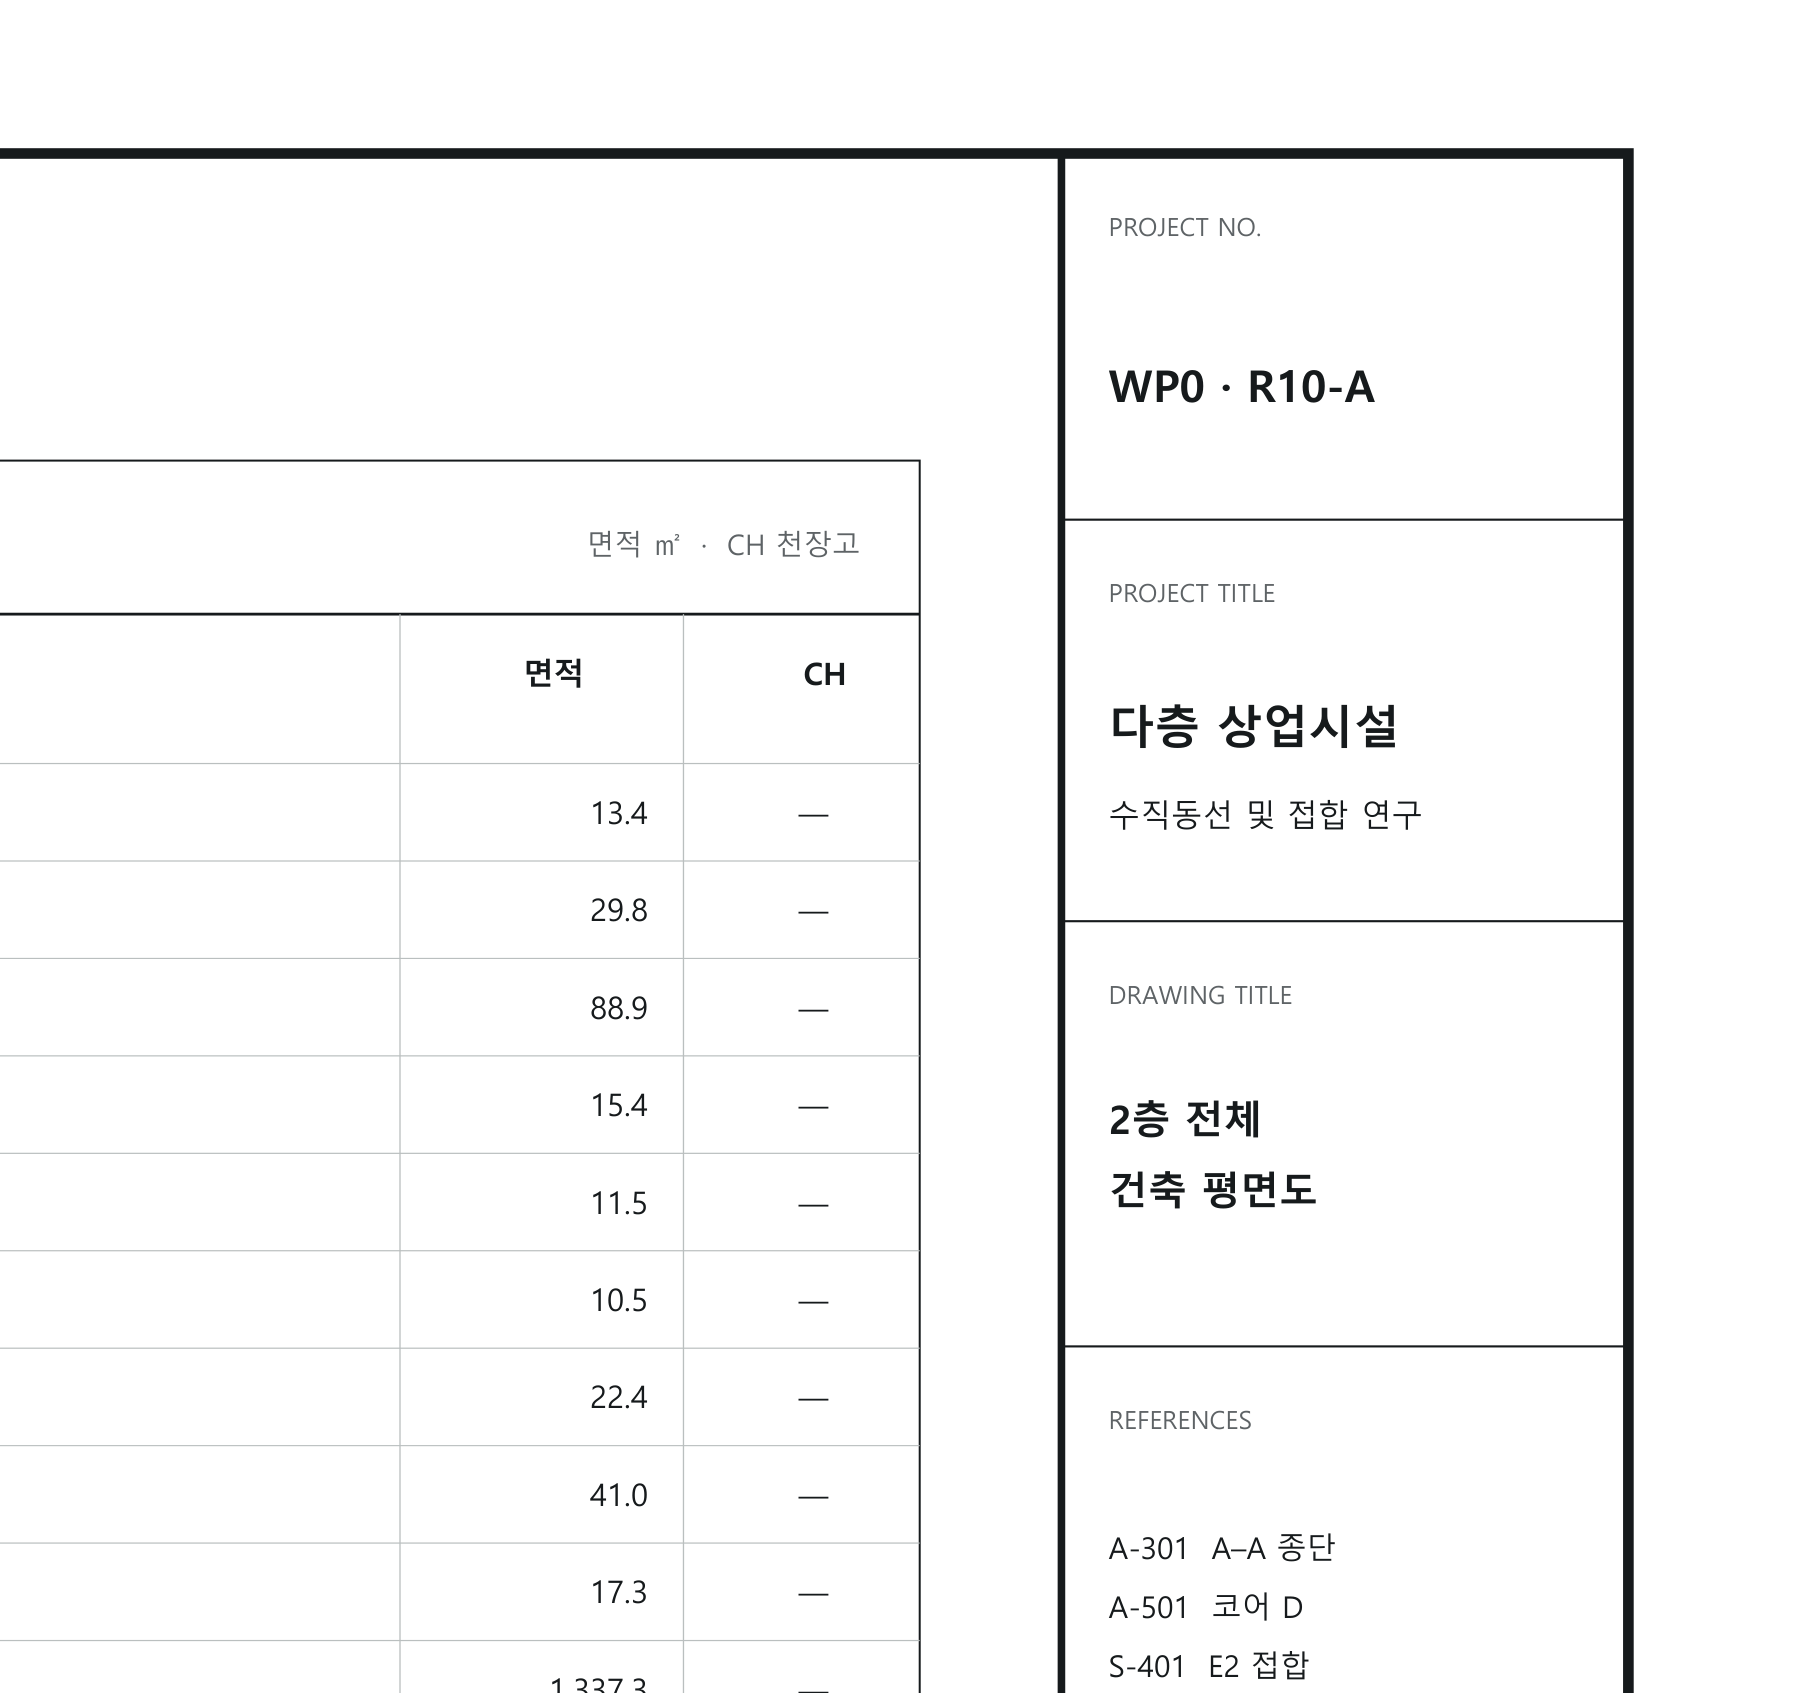 면적 ㎡ · CH 천장고
면적 CH
13.4 —
29.8 —
88.9 —
15.4 —
11.5 —
10.5 —
22.4 —
41.0 —
17.3 —
1,337.3 —
PROJECT NO.
WP0 · R10-A
PROJECT TITLE
다층 상업시설
수직동선 및 접합 연구
DRAWING TITLE
2층 전체
건축 평면도
REFERENCES
A-301 A–A 종단
A-501 코어 D
S-401 E2 접합